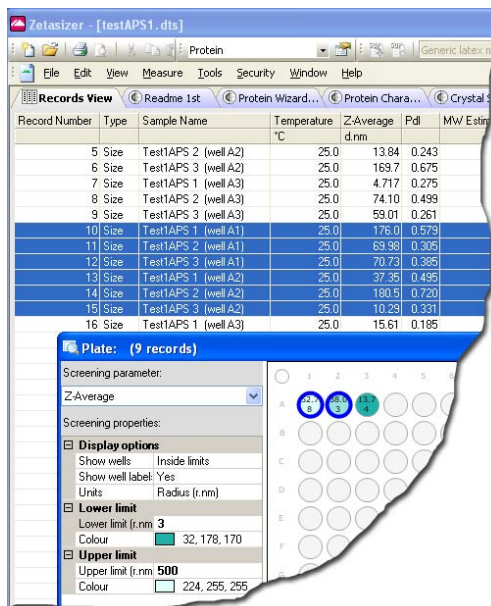 Zetasizer - [testAPS1.dts]
Protein
Generic latex
File Edit View Measure Tools Security Window Help
Records View Readme 1st Protein Wizard... Protein Chara... Crystal
Record Number Type Sample Name Temperature Z-Average PdI MW Estim
°C d.nm
5 Size Test1APS 2 (well A2) 25.0 13.84 0.243
6 Size Test1APS 3 (well A2) 25.0 169.7 0.675
7 Size Test1APS 1 (well A3) 25.0 4.717 0.275
8 Size Test1APS 2 (well A3) 25.0 74.10 0.499
9 Size Test1APS 3 (well A3) 25.0 59.01 0.261
10 Size Test1APS 1 (well A1) 25.0 176.0 0.579
11 Size Test1APS 2 (well A1) 25.0 69.98 0.305
12 Size Test1APS 3 (well A1) 25.0 70.73 0.385
13 Size Test1APS 1 (well A2) 25.0 37.35 0.495
14 Size Test1APS 2 (well A2) 25.0 180.5 0.720
15 Size Test1APS 3 (well A2) 25.0 10.29 0.331
16 Size Test1APS 1 (well A3) 25.0 15.61 0.185
Plate: (9 records)
Screening parameter:
Z-Average
Screening properties:
Display options
Show wells Inside limits
Show well label: Yes
Units Radius (r.nm)
Lower limit
Lower limit (r.nm 3
Colour 32, 178, 170
Upper limit
Upper limit (r.nm 500
Colour 224, 255, 255
1 2 3 4 5
A
13.7
4
B
C
D
E
F